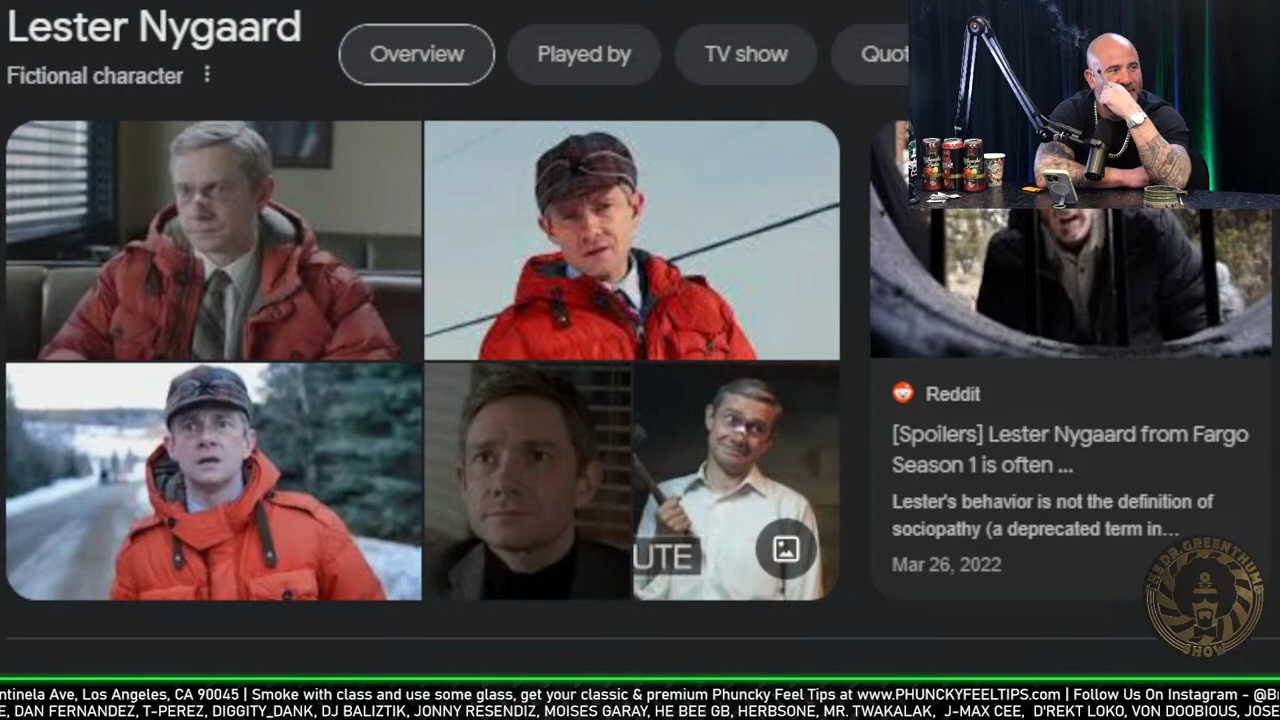 Lester Nygaard
Fictional character
Overview
Played by
TV show
Quot
UTE
Reddit
[Spoilers] Lester Nygaard from Fargo
Season 1 is often ...
Lester's behavior is not the definition of
sociopathy (a deprecated term in...
Mar 26, 2022
THE DR. GREENTHUMB
SHOW
ntinela Ave, Los Angeles, CA 90045 | Smoke with class and use some glass, get your classic & premium Phuncky Feel Tips at www.PHUNCKYFEELTIPS.com | Follow Us On Instagram - @B
E, DAN FERNANDEZ, T-PEREZ, DIGGITY_DANK, DJ BALIZTIK, JONNY RESENDIZ, MOISES GARAY, HE BEE GB, HERBSONE, MR. TWAKALAK, J-MAX CEE, D'REKT LOKO, VON DOOBIOUS, JOSE